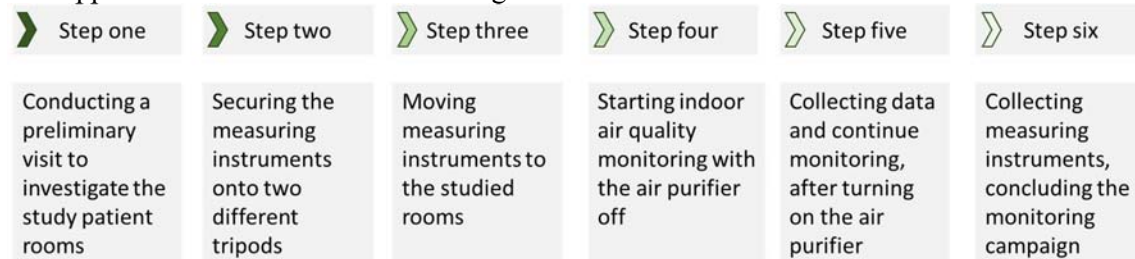 Step one
Step two
Step three
Step four
Step five
Step six
Conducting a
preliminary
visit to
investigate the
study patient
rooms
Securing the
measuring
instruments
onto two
different
tripods
Moving
measuring
instruments to
the studied
rooms
Starting indoor
air quality
monitoring with
the air purifier
off
Collecting data
and continue
monitoring,
after turning
on the air
purifier
Collecting
measuring
instruments,
concluding the
monitoring
campaign